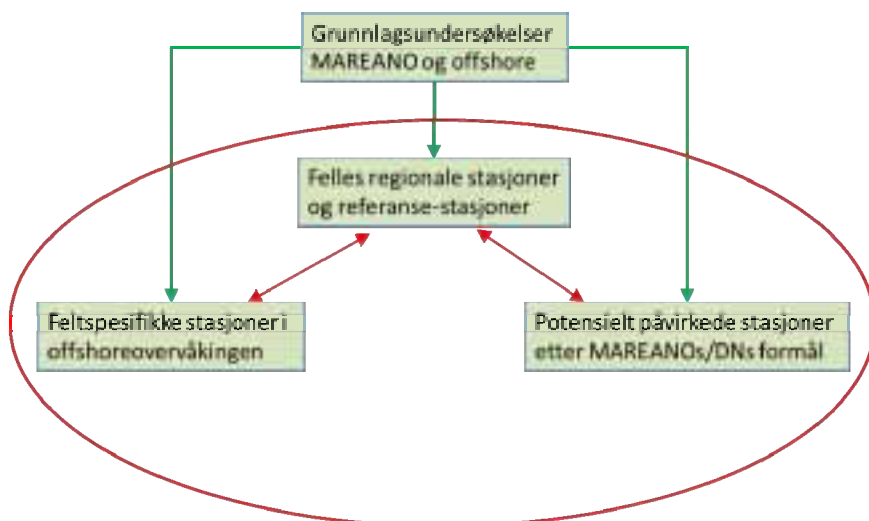 Grunnlagsundersøkelser
MAREANO og offshore
Felles regionale stasjoner
og referanse-stasjoner
Feltspesifikke stasjoner i
offshoreovervåkingen
Potensielt påvirkede stasjoner
etter MAREANOs/DNs formål